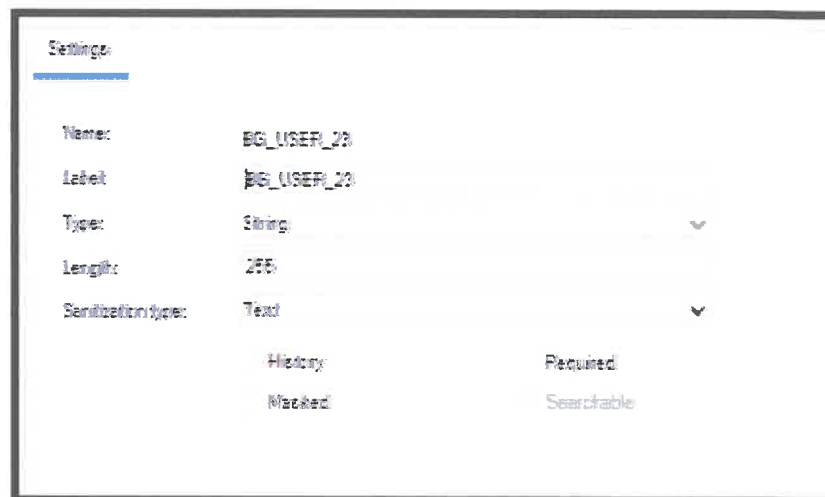 Settings
Name: BG_USER_23
Label: BG_USER_23
Type: String
Length: 255
Sanitization type: Text
History Required
Masked Searchable